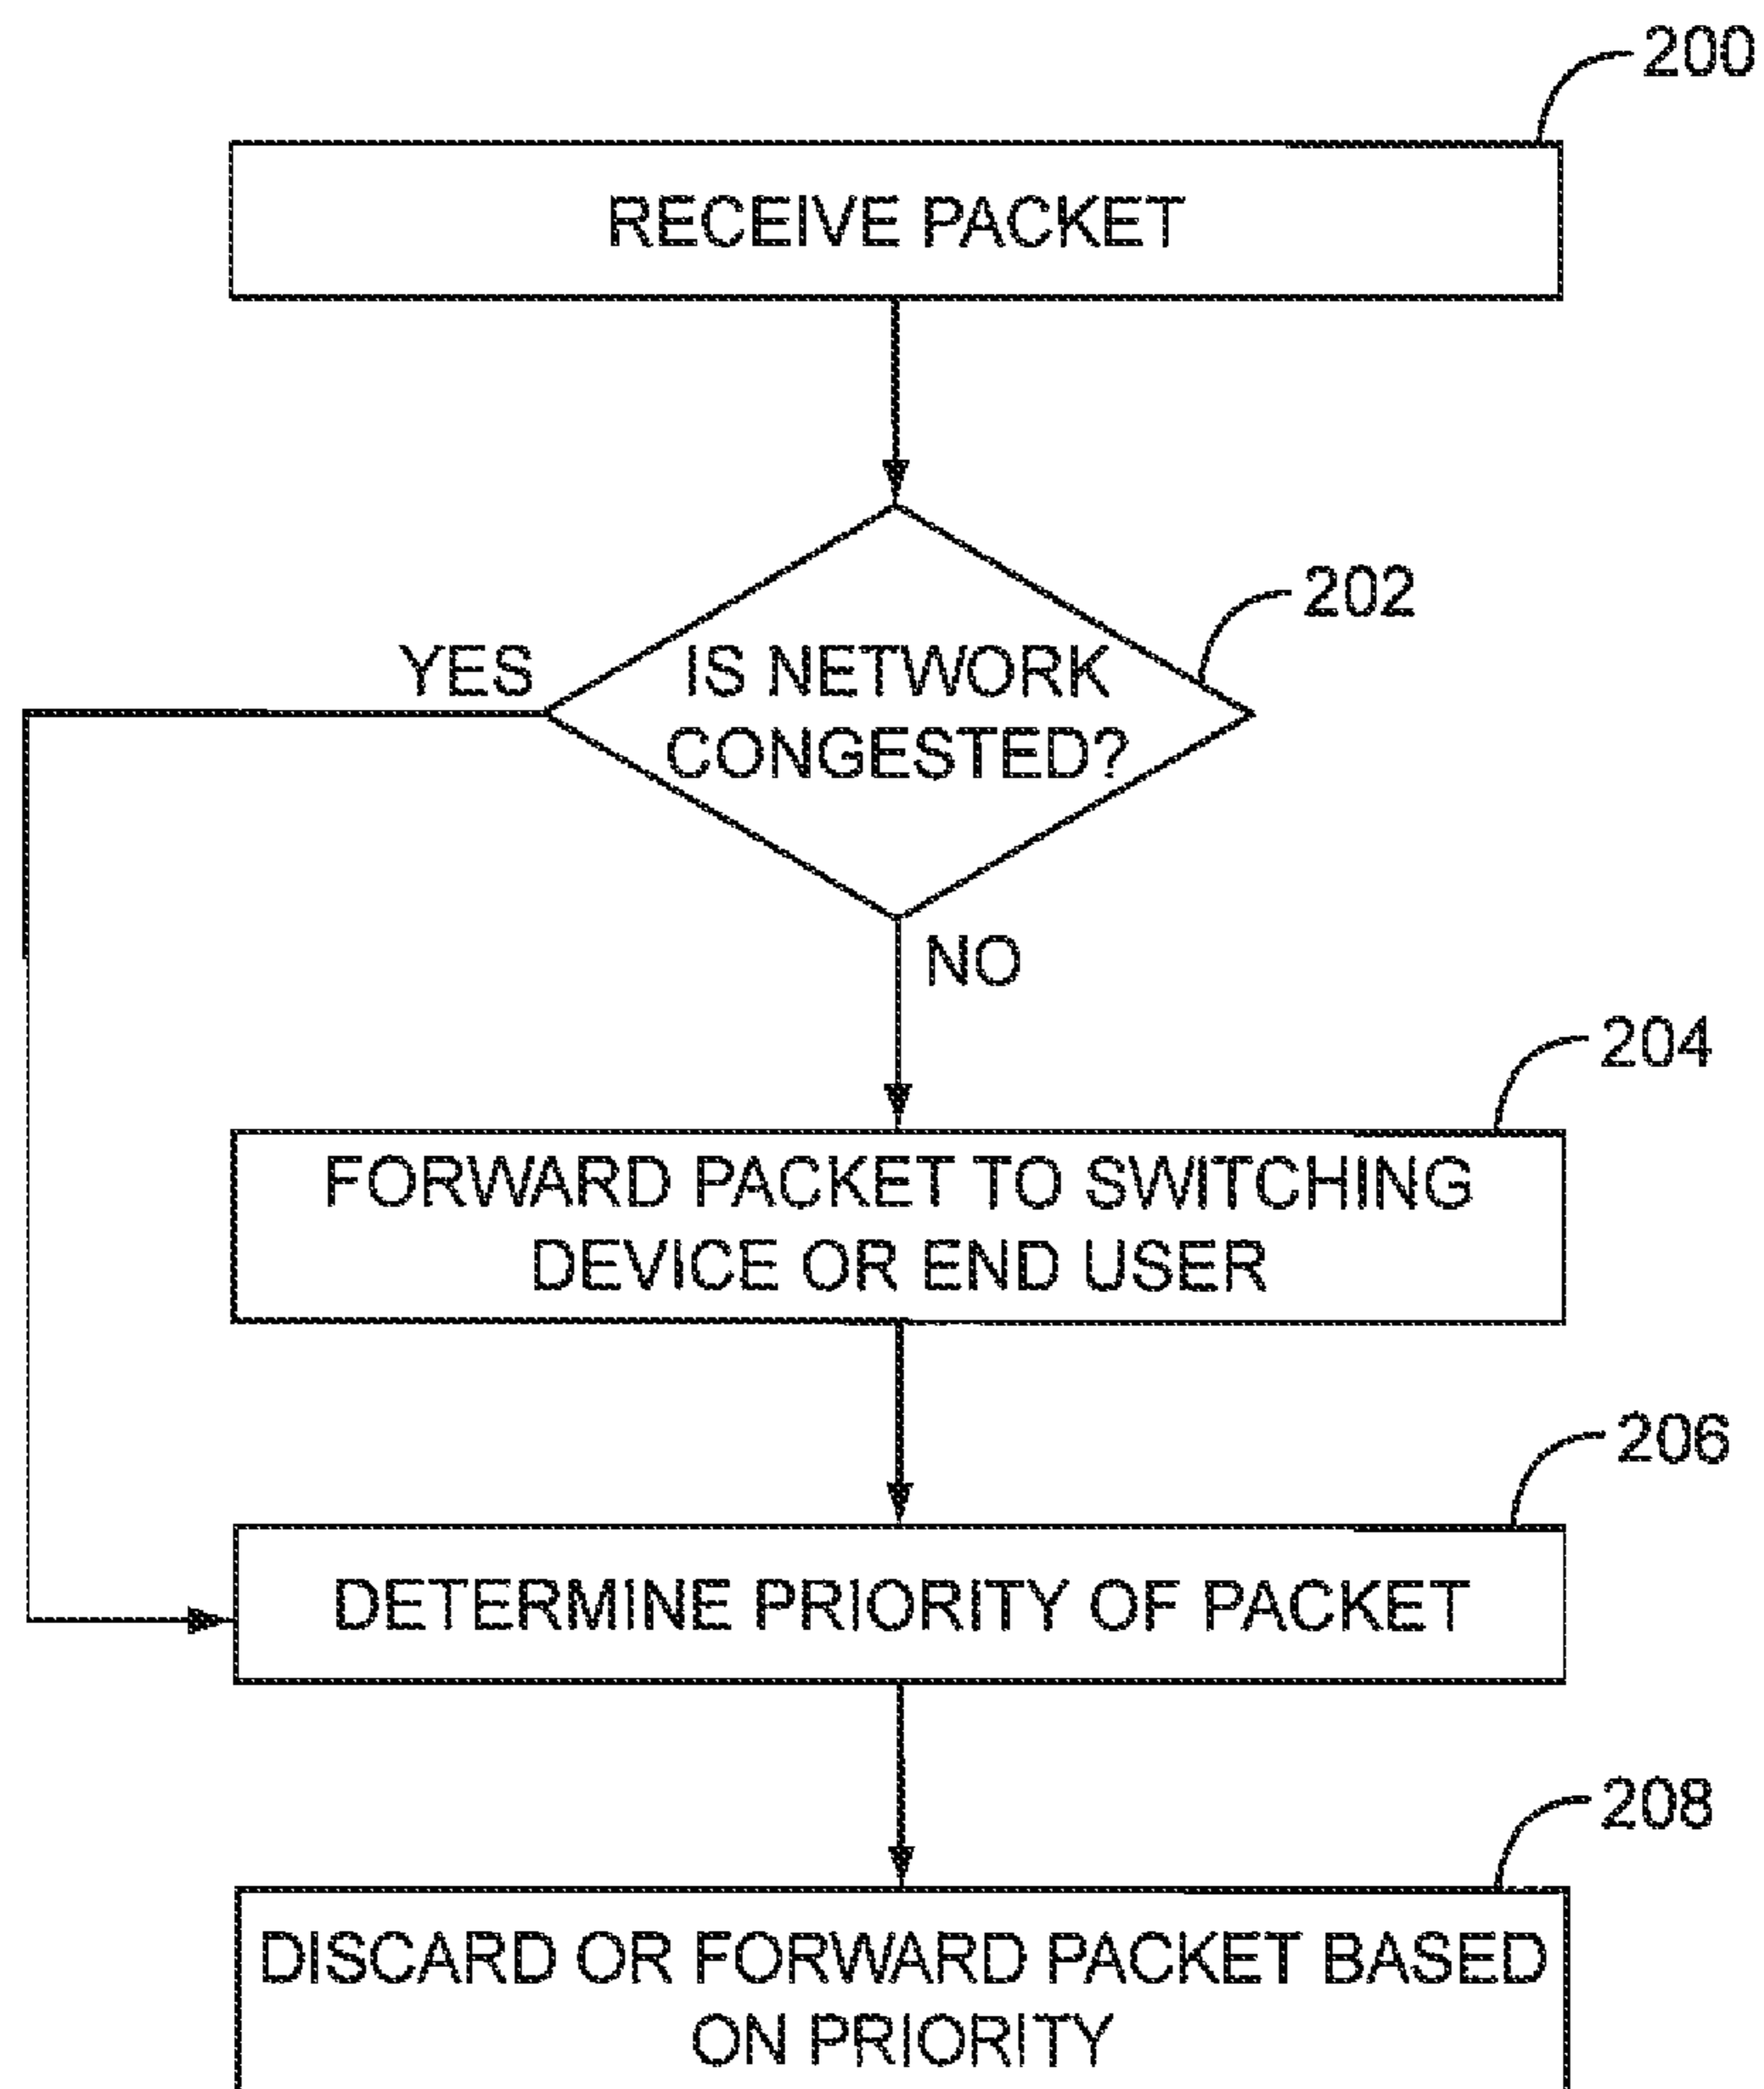 200
RECEIVE PACKET
202
YES
IS NETWORK
CONGESTED?
NO
204
FORWARD PACKET TO SWITCHING
DEVICE OR END USER
206
DETERMINE PRIORITY OF PACKET
208
DISCARD OR FORWARD PACKET BASED
ON PRIORITY